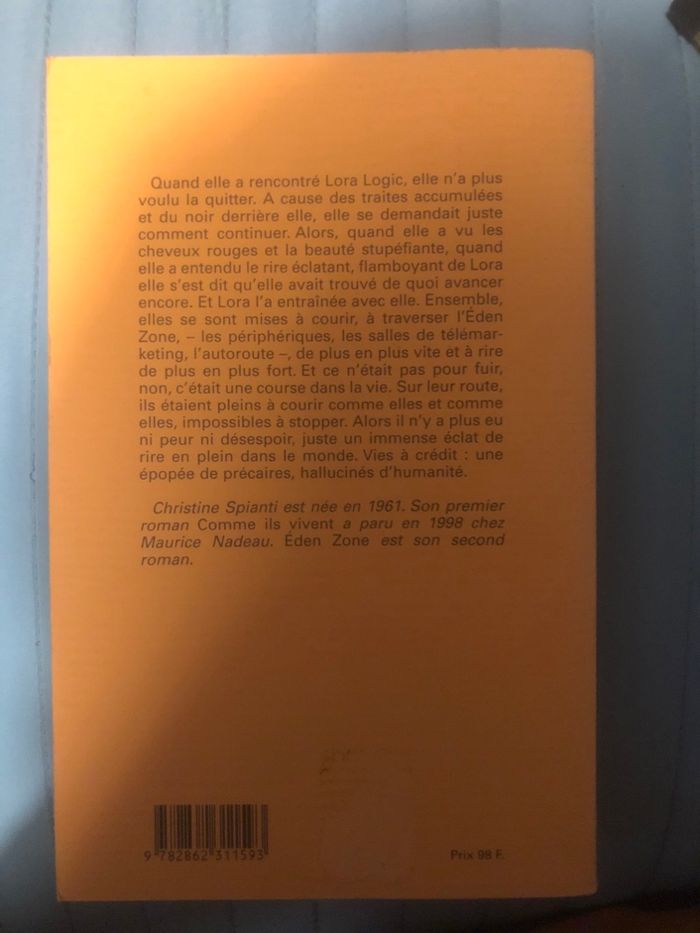 Quand elle a rencontré Lora Logic, elle n'a plus
voulu la quitter. A cause des traites accumulées
et du noir derrière elle, elle se demandait juste
comment continuer. Alors, quand elle a vu les
cheveux rouges et la beauté stupéfiante, quand
elle a entendu le rire éclatant, flamboyant de Lora
elle s'est dit qu'elle avait trouvé de quoi avancer
encore. Et Lora l'a entraînée avec elle. Ensemble,
elles se sont mises à courir, à traverser l'Éden
Zone, – les périphériques, les salles de télémar-
keting, l'autoroute –, de plus en plus vite et à rire
de plus en plus fort. Et ce n'était pas pour fuir,
non, c'était une course dans la vie. Sur leur route,
ils étaient pleins à courir comme elles et comme
elles, impossibles à stopper. Alors il n'y a plus eu
ni peur ni désespoir, juste un immense éclat de
rire en plein dans le monde. Vies à crédit : une
épopée de précaires, hallucinés d'humanité.
Christine Spianti est née en 1961. Son premier
roman Comme ils vivent a paru en 1998 chez
Maurice Nadeau. Éden Zone est son second
roman.
9 782862 311593
Prix 98 F.